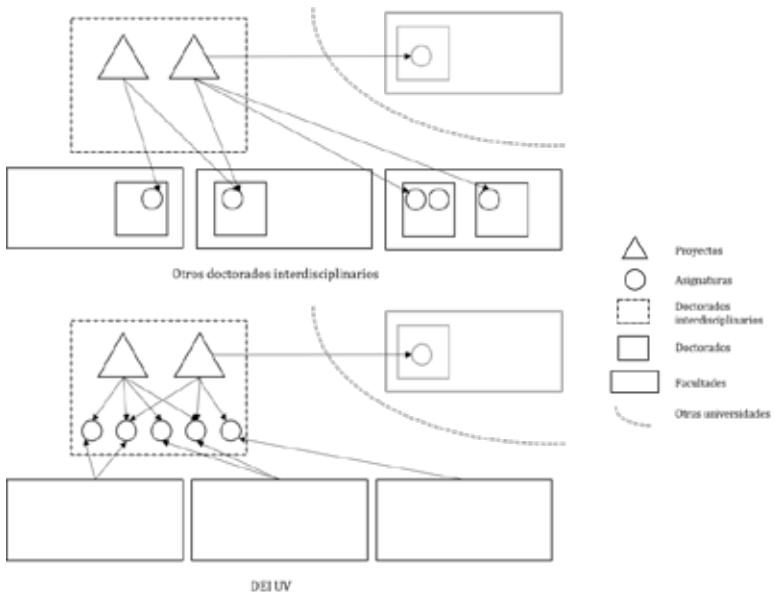 Otros doctorados interdisciplinarios
Proyectos
Asignaturas
Doctorados
interdisciplinarios
Doctorados
Facultades
Otras universidades
DEI UV